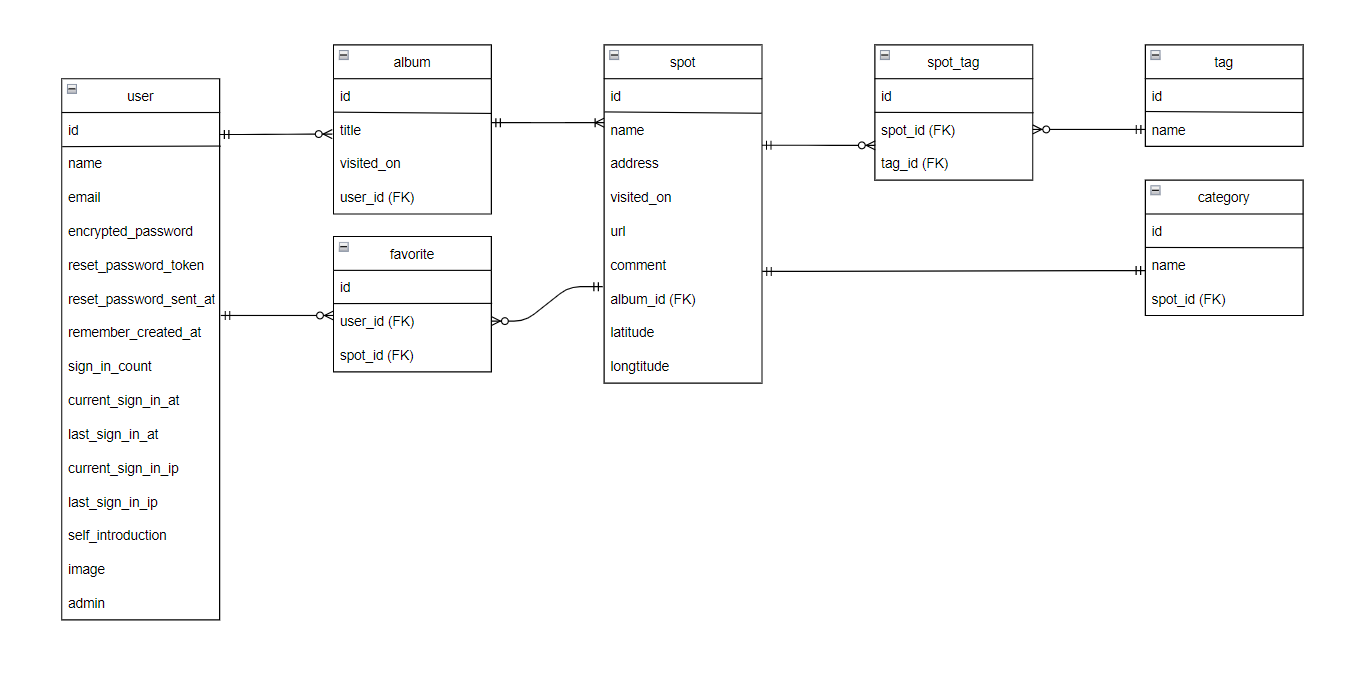 user
id
name
email
encrypted_password
reset_password_token
reset_password_sent_at
remember_created_at
sign_in_count
current_sign_in_at
last_sign_in_at
current_sign_in_ip
last_sign_in_ip
self_introduction
image
admin
album
id
title
visited_on
user_id (FK)
favorite
id
user_id (FK)
spot_id (FK)
spot
id
name
address
visited_on
url
comment
album_id (FK)
latitude
longtitude
spot_tag
id
spot_id (FK)
tag_id (FK)
tag
id
name
category
id
name
spot_id (FK)